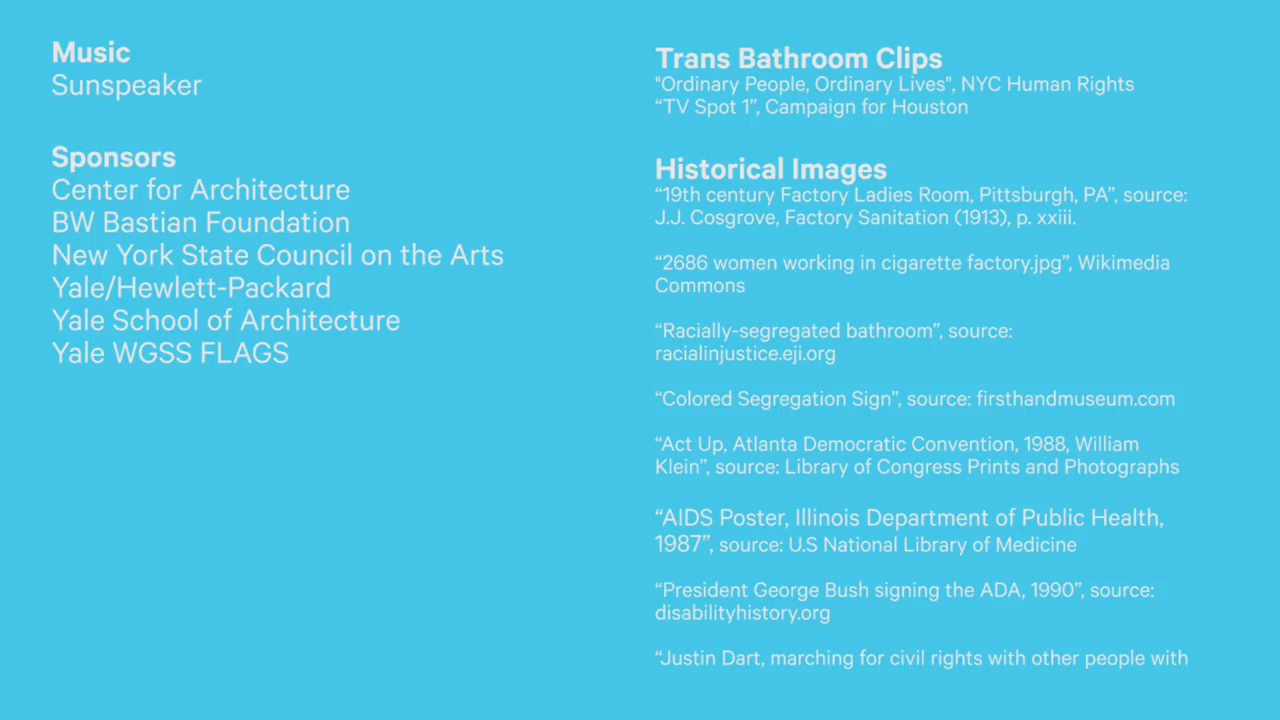 Music
Sunspeaker
Sponsors
Center for Architecture
BW Bastian Foundation
New York State Council on the Arts
Yale/Hewlett-Packard
Yale School of Architecture
Yale WGSS FLAGS
Trans Bathroom Clips
"Ordinary People, Ordinary Lives", NYC Human Rights
“TV Spot 1”, Campaign for Houston
Historical Images
“19th century Factory Ladies Room, Pittsburgh, PA”, source:
J.J. Cosgrove, Factory Sanitation (1913), p. xxiii.
“2686 women working in cigarette factory.jpg”, Wikimedia
Commons
“Racially-segregated bathroom”, source:
racialinjustice.eji.org
“Colored Segregation Sign”, source: firsthandmuseum.com
“Act Up, Atlanta Democratic Convention, 1988, William
Klein”, source: Library of Congress Prints and Photographs
“AIDS Poster, Illinois Department of Public Health,
1987”, source: U.S National Library of Medicine
“President George Bush signing the ADA, 1990”, source:
disabilityhistory.org
“Justin Dart, marching for civil rights with other people with